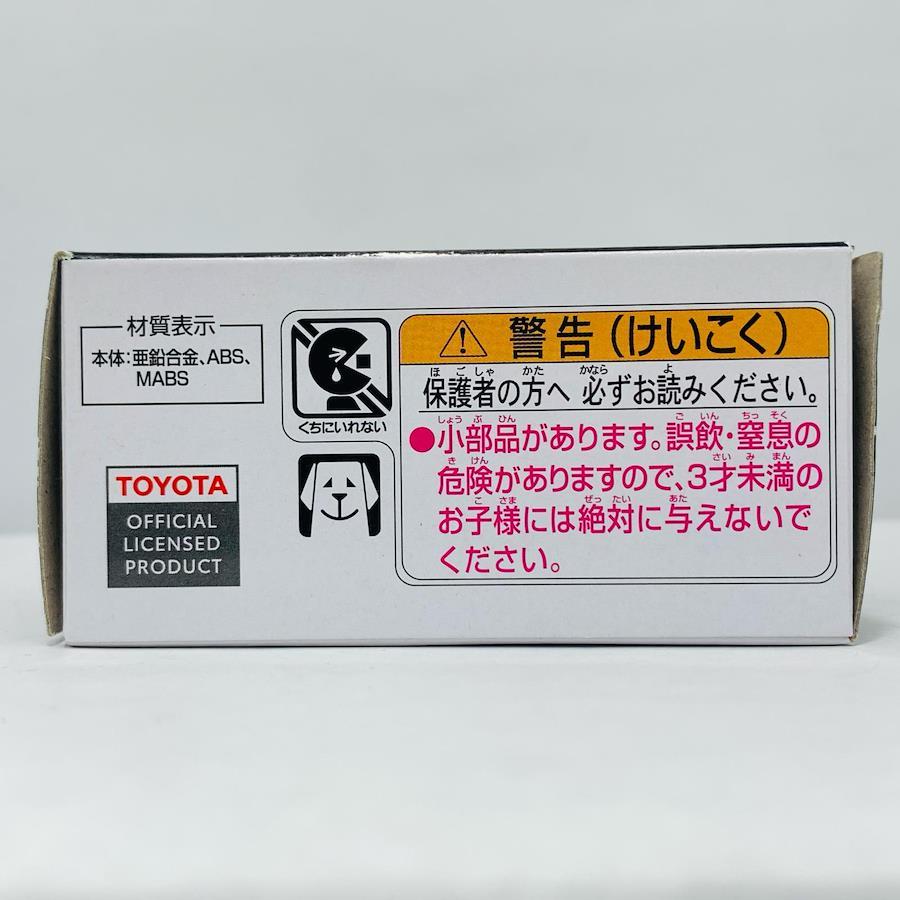 材質表示
本体:亜鉛合金、ABS、
MABS
TOYOTA
OFFICIAL
LICENSED
PRODUCT
くちにいれない
警告(けいこく)
ほごしゃ かた かなら よ
保護者の方へ 必ずお読みください。
しょう ぶ ひん ご いん ちっ そく
●小部品があります。誤飲・窒息の
き けん さい み まん
危険がありますので、3才未満の
こ さま ぜっ たい あた
お子様には絶対に与えないで
ください。